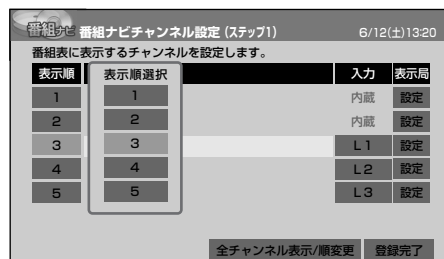 番組ナビ 番組ナビチャンネル設定 (ステップ1) 6/12(土)13:20
番組表に表示するチャンネルを設定します。
表示順 表示順選択 入力 表示局
1 1 内蔵 設定
2 2 内蔵 設定
3 3 L1 設定
4 4 L2 設定
5 5 L3 設定
全チャンネル表示/順変更 登録完了